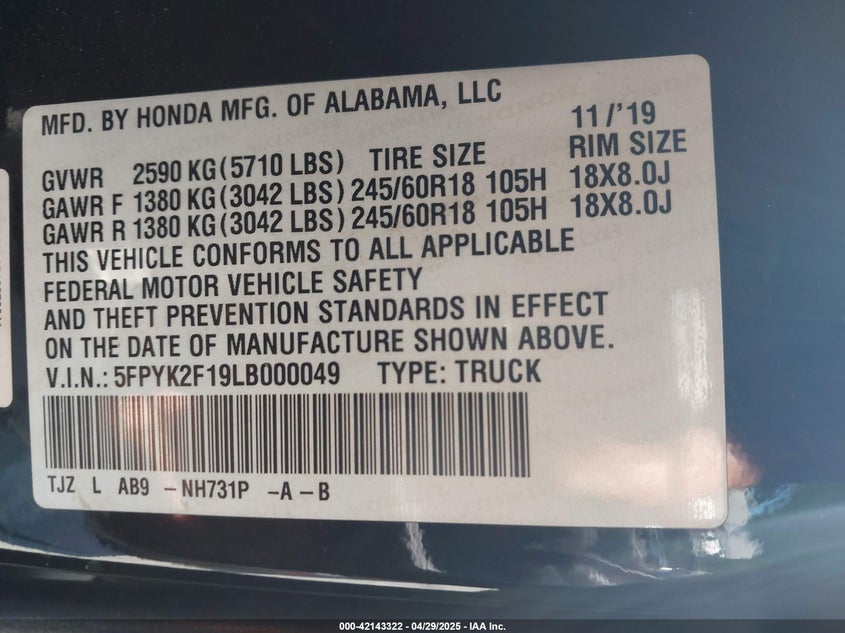 MFD. BY HONDA MFG. OF ALABAMA, LLC
11/'19
GVWR 2590 KG(5710 LBS) TIRE SIZE RIM SIZE
GAWR F 1380 KG(3042 LBS) 245/60R18 105H 18X8.0J
GAWR R 1380 KG(3042 LBS) 245/60R18 105H 18X8.0J
THIS VEHICLE CONFORMS TO ALL APPLICABLE
FEDERAL MOTOR VEHICLE SAFETY
AND THEFT PREVENTION STANDARDS IN EFFECT
ON THE DATE OF MANUFACTURE SHOWN ABOVE.
V.I.N.: 5FPYK2F19LB000049 TYPE: TRUCK
TJZ L AB9 -NH731P -A-B
000-42143322 - 04/29/2025 - IAA Inc.